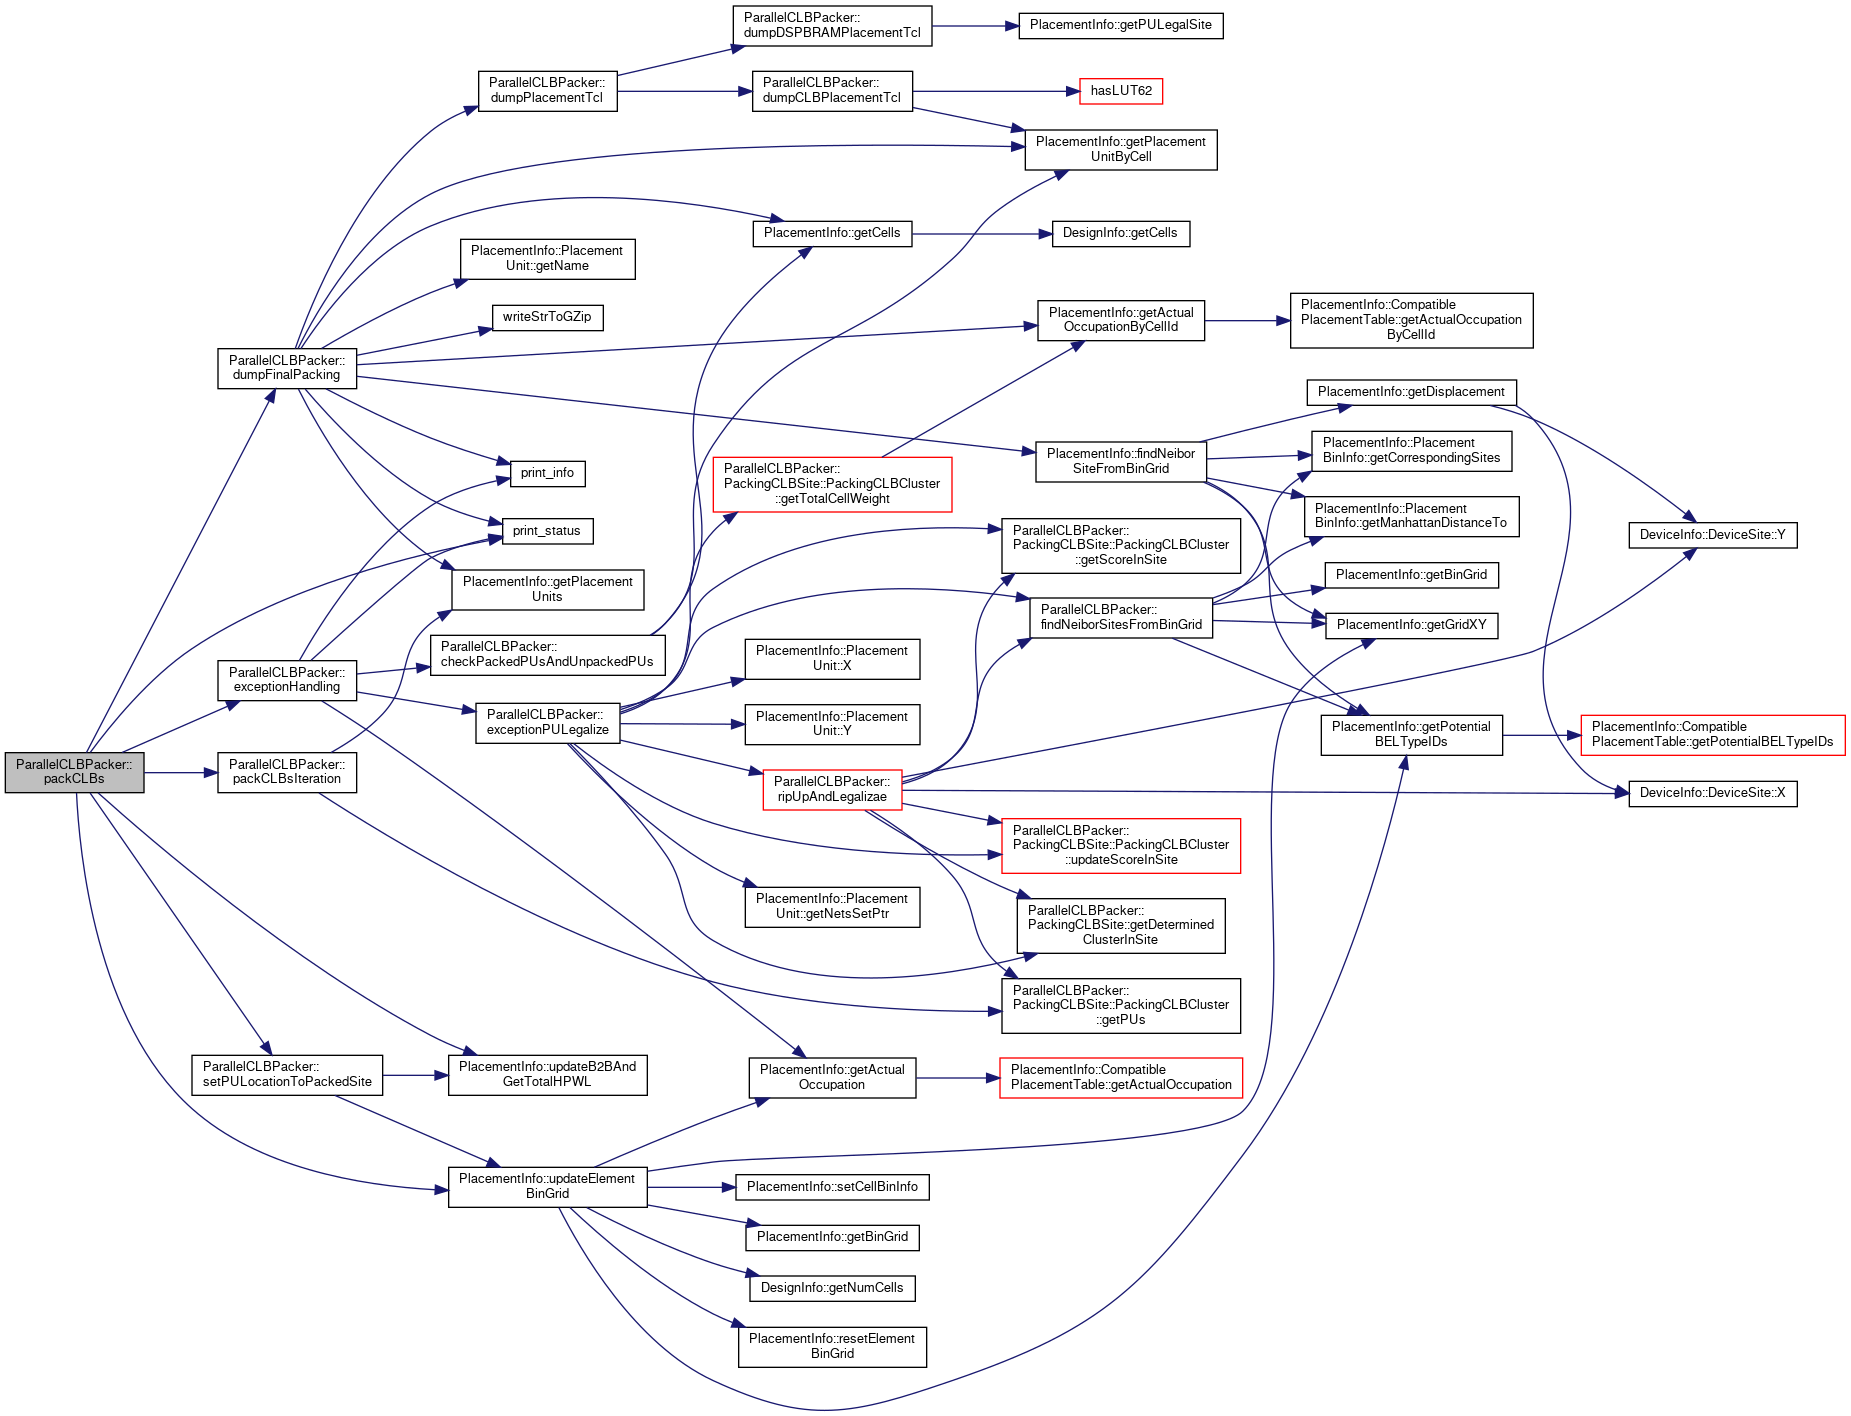 ParallelCLBPacker::
dumpDSPBRAMPlacementTcl
PlacementInfo::getPULegalSite
ParallelCLBPacker::
dumpPlacementTcl
ParallelCLBPacker::
dumpCLBPlacementTcl
hasLUT62
PlacementInfo::getPlacement
UnitByCell
PlacementInfo::getCells
DesignInfo::getCells
PlacementInfo::Placement
Unit::getName
writeStrToGZip
PlacementInfo::getActual
OccupationByCellId
PlacementInfo::Compatible
PlacementTable::getActualOccupation
ByCellId
ParallelCLBPacker::
dumpFinalPacking
PlacementInfo::getDisplacement
PlacementInfo::findNeibor
SiteFromBinGrid
PlacementInfo::Placement
BinInfo::getCorrespondingSites
print_info
ParallelCLBPacker::
PackingCLBSite::PackingCLBCluster
::getTotalCellWeight
PlacementInfo::Placement
BinInfo::getManhattanDistanceTo
print_status
ParallelCLBPacker::
PackingCLBSite::PackingCLBCluster
::getScoreInSite
DeviceInfo::DeviceSite::Y
PlacementInfo::getPlacement
Units
PlacementInfo::getBinGrid
ParallelCLBPacker::
findNeiborSitesFromBinGrid
PlacementInfo::getGridXY
ParallelCLBPacker::
checkPackedPUsAndUnpackedPUs
PlacementInfo::Placement
Unit::X
ParallelCLBPacker::
exceptionHandling
ParallelCLBPacker::
exceptionPULegalize
PlacementInfo::Placement
Unit::Y
PlacementInfo::getPotential
BELTypeIDs
PlacementInfo::Compatible
PlacementTable::getPotentialBELTypeIDs
ParallelCLBPacker::
packCLBs
ParallelCLBPacker::
packCLBsIteration
ParallelCLBPacker::
ripUpAndLegalizae
DeviceInfo::DeviceSite::X
ParallelCLBPacker::
PackingCLBSite::PackingCLBCluster
::updateScoreInSite
PlacementInfo::Placement
Unit::getNetsSetPtr
ParallelCLBPacker::
PackingCLBSite::getDetermined
ClusterInSite
ParallelCLBPacker::
PackingCLBSite::PackingCLBCluster
::getPUs
ParallelCLBPacker::
setPULocationToPackedSite
PlacementInfo::updateB2BAnd
GetTotalHPWL
PlacementInfo::getActual
Occupation
PlacementInfo::Compatible
PlacementTable::getActualOccupation
PlacementInfo::updateElement
BinGrid
PlacementInfo::setCellBinInfo
PlacementInfo::getBinGrid
DesignInfo::getNumCells
PlacementInfo::resetElement
BinGrid